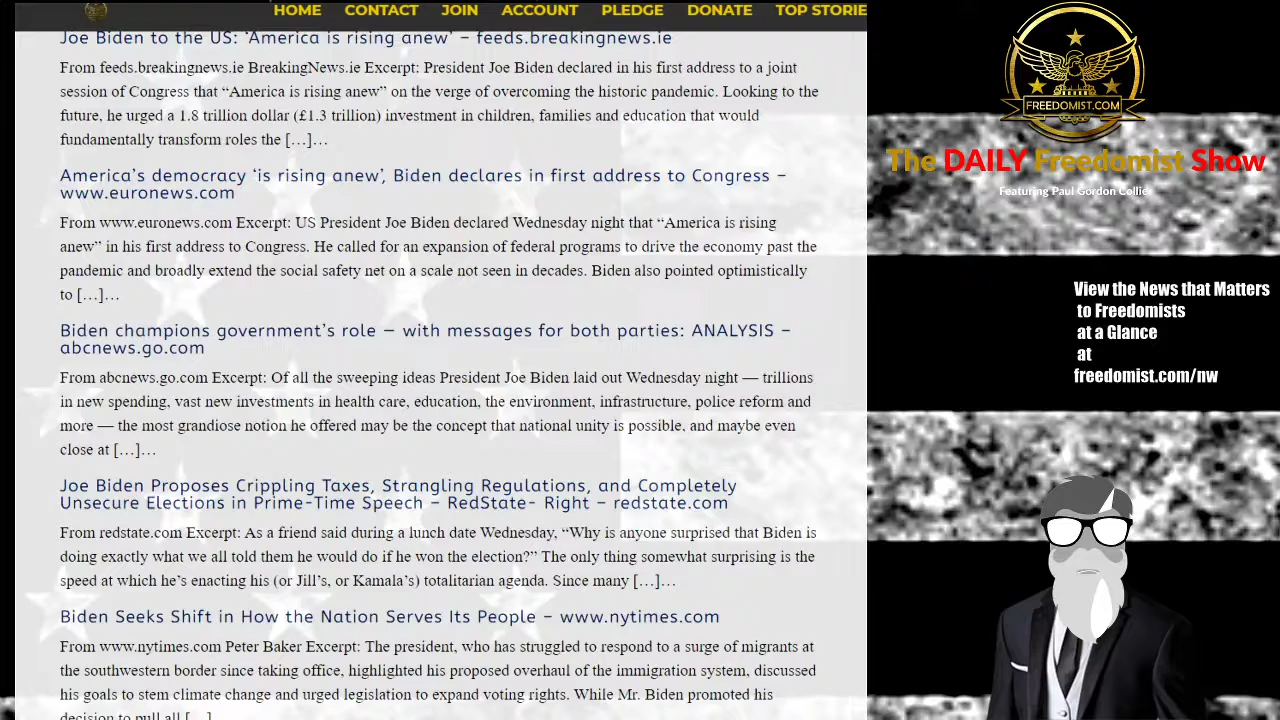 HOME CONTACT JOIN ACCOUNT PLEDGE DONATE TOP STORIE
Joe Biden to the US: ‘America is rising anew’ – feeds.breakingnews.ie
From feeds.breakingnews.ie BreakingNews.ie Excerpt: President Joe Biden declared in his first address to a joint
session of Congress that “America is rising anew” on the verge of overcoming the historic pandemic. Looking to the
future, he urged a 1.8 trillion dollar (£1.3 trillion) investment in children, families and education that would
fundamentally transform roles the […]…
America’s democracy ‘is rising anew’, Biden declares in first address to Congress –
www.euronews.com
From www.euronews.com Excerpt: US President Joe Biden declared Wednesday night that “America is rising
anew” in his first address to Congress. He called for an expansion of federal programs to drive the economy past the
pandemic and broadly extend the social safety net on a scale not seen in decades. Biden also pointed optimistically
to […]…
Biden champions government’s role — with messages for both parties: ANALYSIS –
abcnews.go.com
From abcnews.go.com Excerpt: Of all the sweeping ideas President Joe Biden laid out Wednesday night — trillions
in new spending, vast new investments in health care, education, the environment, infrastructure, police reform and
more — the most grandiose notion he offered may be the concept that national unity is possible, and maybe even
close at […]…
Joe Biden Proposes Crippling Taxes, Strangling Regulations, and Completely
Unsecure Elections in Prime-Time Speech – RedState- Right – redstate.com
From redstate.com Excerpt: As a friend said during a lunch date Wednesday, “Why is anyone surprised that Biden is
doing exactly what we all told them he would do if he won the election?” The only thing somewhat surprising is the
speed at which he’s enacting his (or Jill’s, or Kamala’s) totalitarian agenda. Since many […]…
Biden Seeks Shift in How the Nation Serves Its People – www.nytimes.com
From www.nytimes.com Peter Baker Excerpt: The president, who has struggled to respond to a surge of migrants at
the southwestern border since taking office, highlighted his proposed overhaul of the immigration system, discussed
his goals to stem climate change and urged legislation to expand voting rights. While Mr. Biden promoted his
decision to pull all […]
FREEDOMIST.COM
The DAILY Freedomist Show
Featuring Paul Gordon Collie
View the News that Matters
to Freedomists
at a Glance
at
freedomist.com/nw